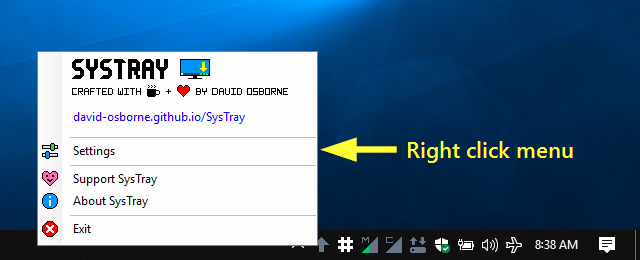 SYSTRAY
CRAFTED WITH + BY DAVID OSBORNE
david-osborne.github.io/SysTray
Settings
Right click menu
Support SysTray
About SysTray
Exit
# M C 8:38 AM